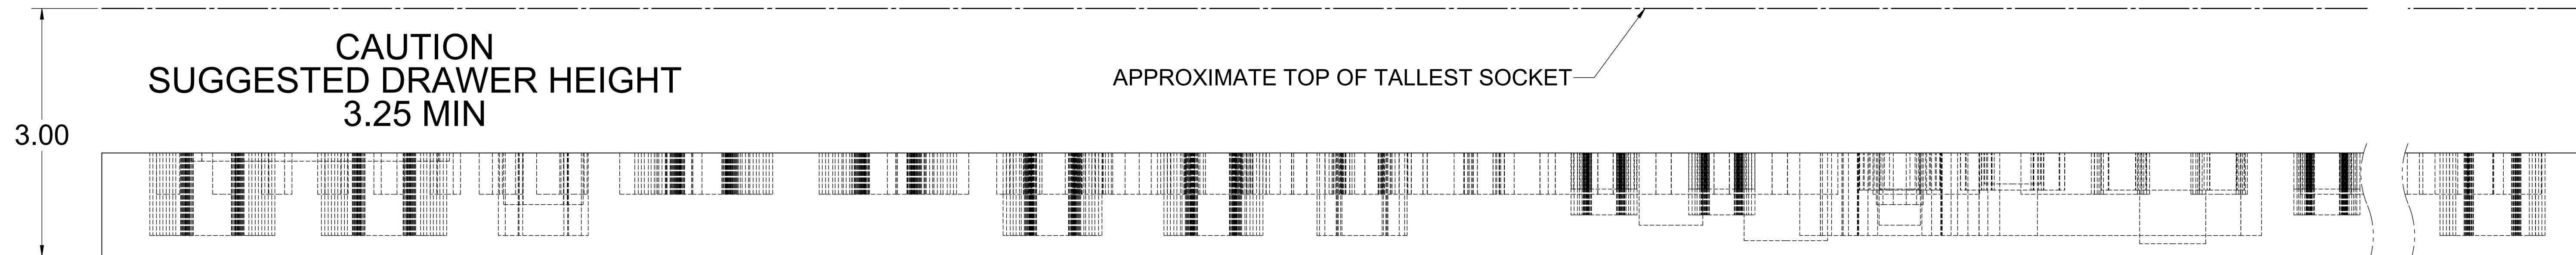 CAUTION
SUGGESTED DRAWER HEIGHT
3.25 MIN
APPROXIMATE TOP OF TALLEST SOCKET
3.00